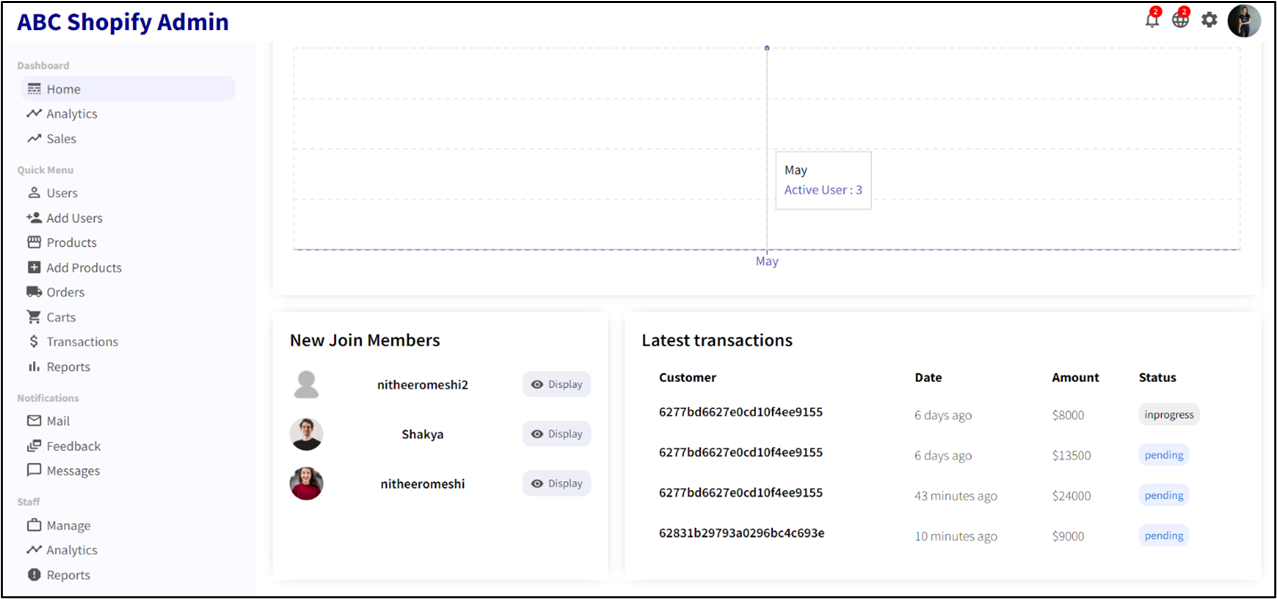 ABC Shopify Admin
2
2
Dashboard
Home
Analytics
Sales
Quick Menu
Users
Add Users
Products
Add Products
Orders
Carts
Transactions
Reports
Notifications
Mail
Feedback
Messages
Staff
Manage
Analytics
Reports
May
Active User : 3
May
New Join Members
nitheeromeshi2 Display
Shakya Display
nitheeromeshi Display
Latest transactions
Customer Date Amount Status
6277bd6627e0cd10f4ee9155 6 days ago $8000 inprogress
6277bd6627e0cd10f4ee9155 6 days ago $13500 pending
6277bd6627e0cd10f4ee9155 43 minutes ago $24000 pending
62831b29793a0296bc4c693e 10 minutes ago $9000 pending